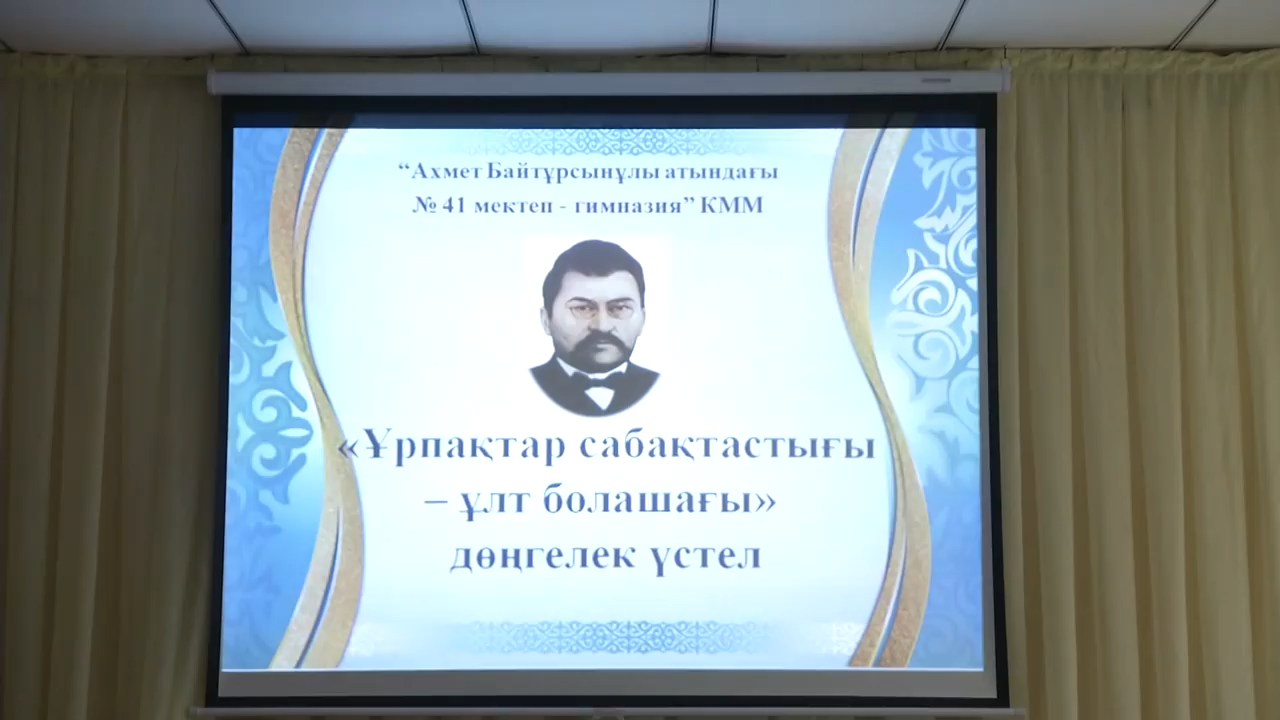 “Ахмет Байтұрсынұлы атындағы
№ 41 мектеп - гимназия” КММ
«Ұрпақтар сабақтастығы
– ұлт болашағы»
дөңгелек үстел